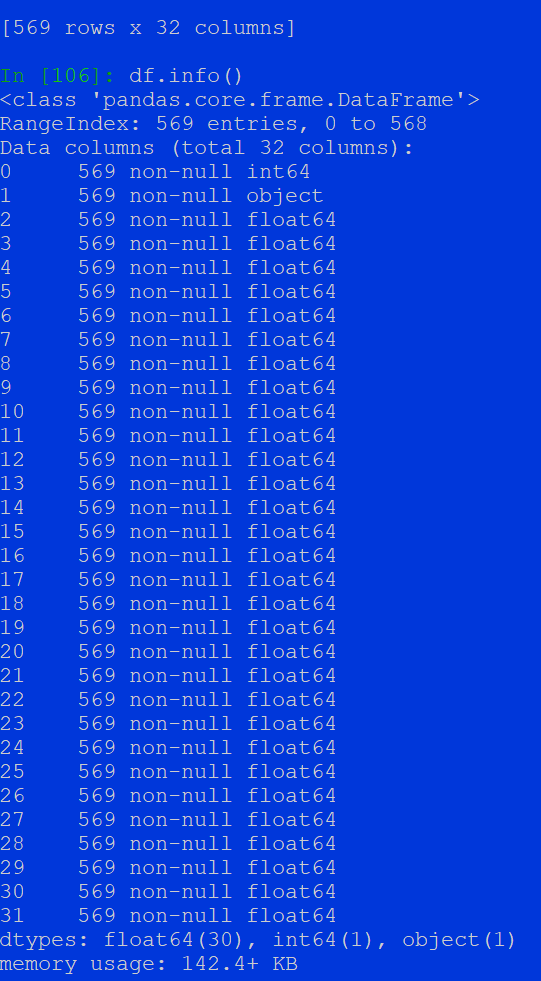 [569 rows x 32 columns]
In [106]: df.info()
<class 'pandas.core.frame.DataFrame'>
RangeIndex: 569 entries, 0 to 568
Data columns (total 32 columns):
0     569 non-null int64
1     569 non-null object
2     569 non-null float64
3     569 non-null float64
4     569 non-null float64
5     569 non-null float64
6     569 non-null float64
7     569 non-null float64
8     569 non-null float64
9     569 non-null float64
10    569 non-null float64
11    569 non-null float64
12    569 non-null float64
13    569 non-null float64
14    569 non-null float64
15    569 non-null float64
16    569 non-null float64
17    569 non-null float64
18    569 non-null float64
19    569 non-null float64
20    569 non-null float64
21    569 non-null float64
22    569 non-null float64
23    569 non-null float64
24    569 non-null float64
25    569 non-null float64
26    569 non-null float64
27    569 non-null float64
28    569 non-null float64
29    569 non-null float64
30    569 non-null float64
31    569 non-null float64
dtypes: float64(30), int64(1), object(1)
memory usage: 142.4+ KB